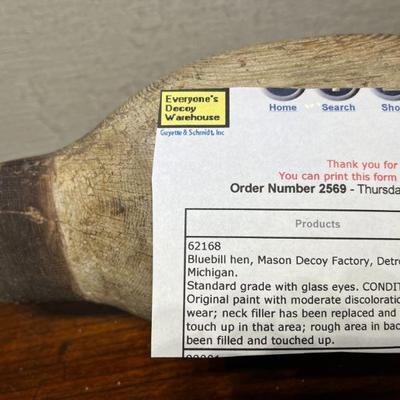 Everyone's
Decoy
Warehouse
Guyette & Schmidt, Inc
Home Search Sho
Thank you for
You can print this form
Order Number 2569 - Thursda
Products
62168
Bluebill hen, Mason Decoy Factory, Detro
Michigan.
Standard grade with glass eyes. CONDIT
Original paint with moderate discoloratio
wear; neck filler has been replaced and
touch up in that area; rough area in bac
been filled and touched up.